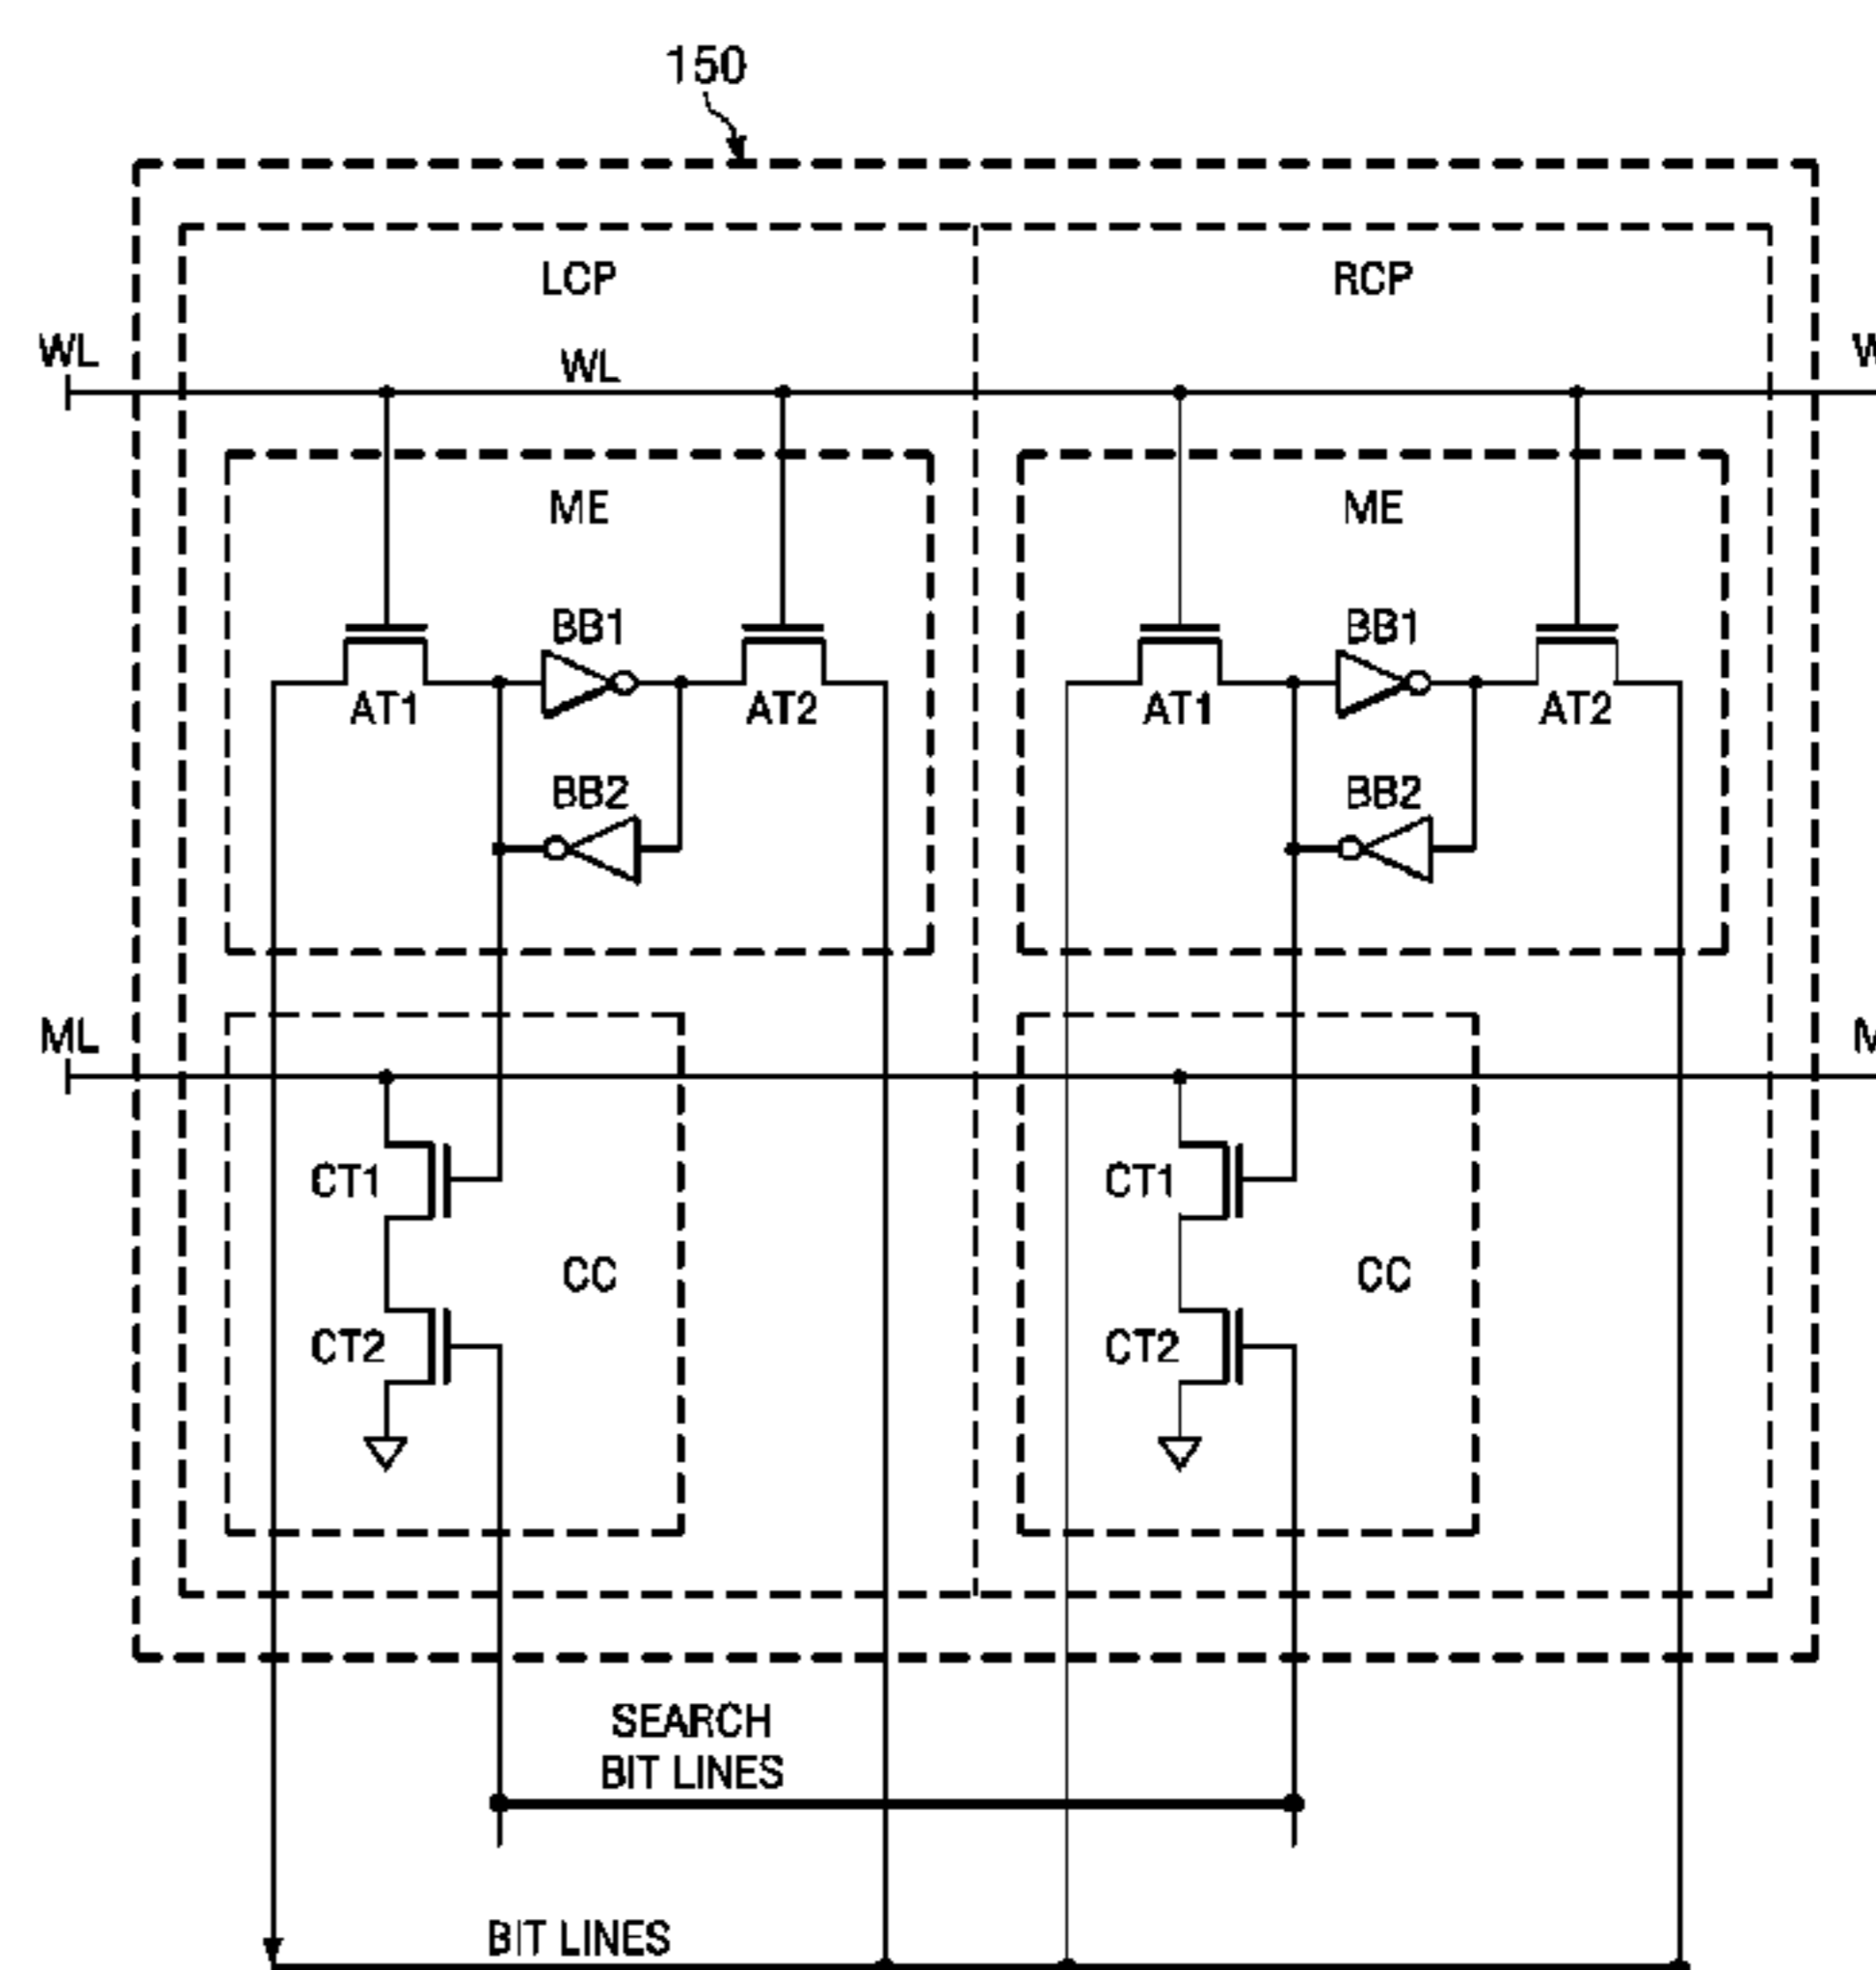 150
LCP RCP
WL WL W
ME ME
BB1 BB1
AT1 AT2 AT1 AT2
BB2 BB2
ML M
CT1 CT1
CC CC
CT2 CT2
SEARCH
BIT LINES
BIT LINES